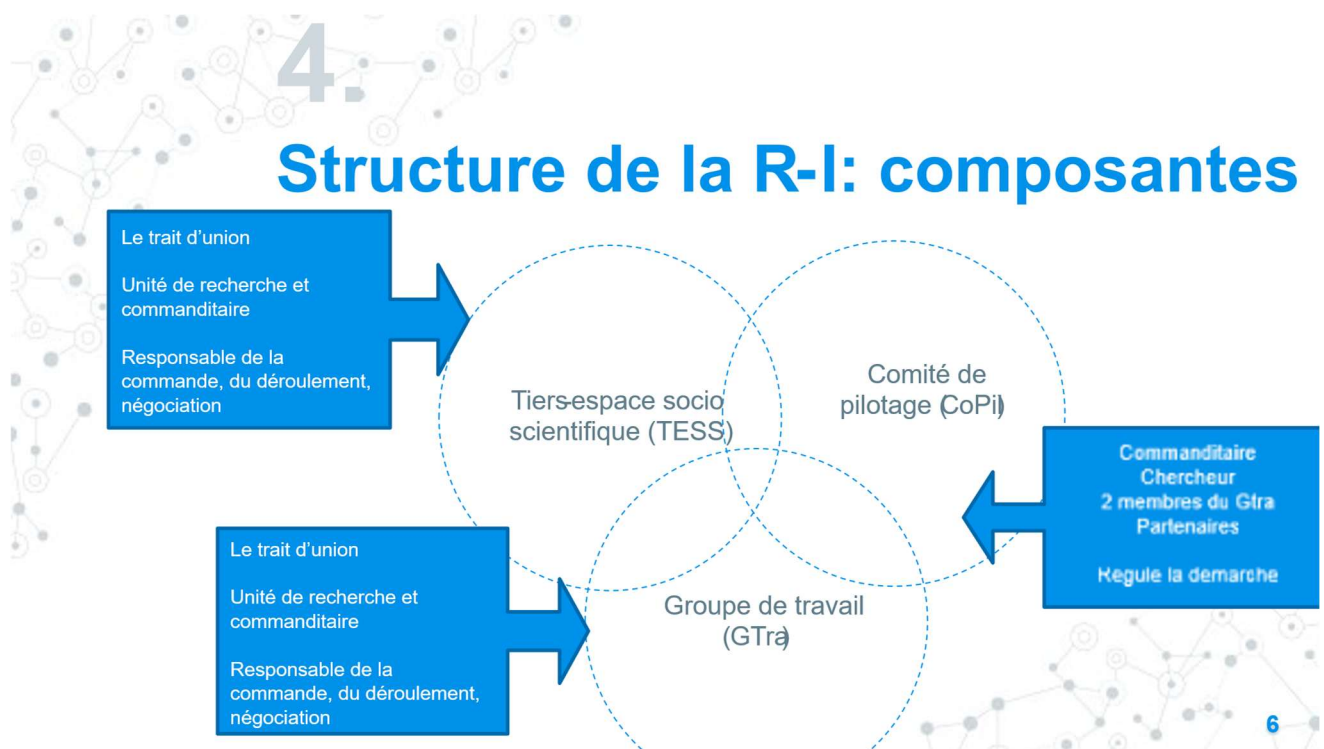 4.
Structure de la R-I: composantes
Le trait d'union
Unité de recherche et
commanditaire
Responsable de la
commande, du déroulement,
négociation
Tiers-espace socio
scientifique (TESS)
Comité de
pilotage (CoPil)
Commanditaire
Chercheur
2 membres du Gtra
Partenaires
Regule la demarche
Le trait d'union
Unité de recherche et
commanditaire
Responsable de la
commande, du déroulement,
négociation
Groupe de travail
(GTra)
6